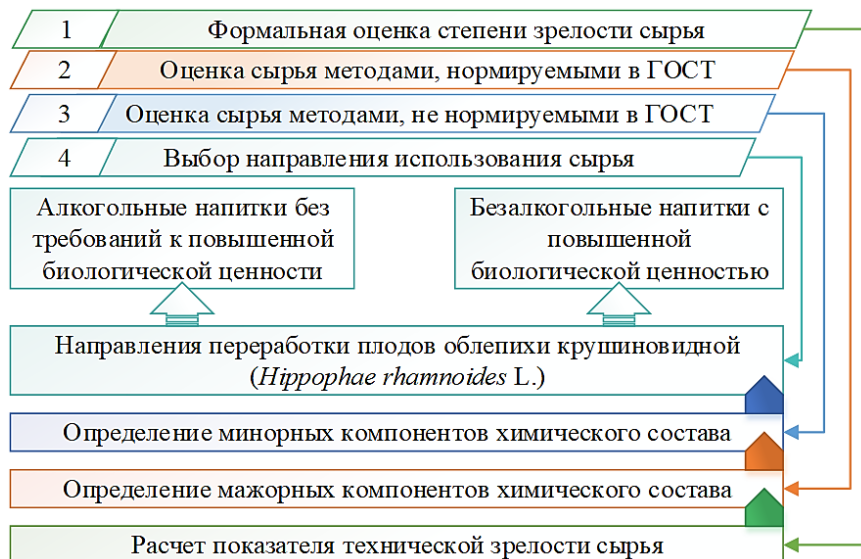 1 Формальная оценка степени зрелости сырья
2 Оценка сырья методами, нормируемыми в ГОСТ
3 Оценка сырья методами, не нормируемыми в ГОСТ
4 Выбор направления использования сырья
Алкогольные напитки без
требований к повышенной
биологической ценности
Безалкогольные напитки с
повышенной
биологической ценностью
Направления переработки плодов облепихи крушиновидной
(Hippophae rhamnoides L.)
Определение минорных компонентов химического состава
Определение мажорных компонентов химического состава
Расчет показателя технической зрелости сырья